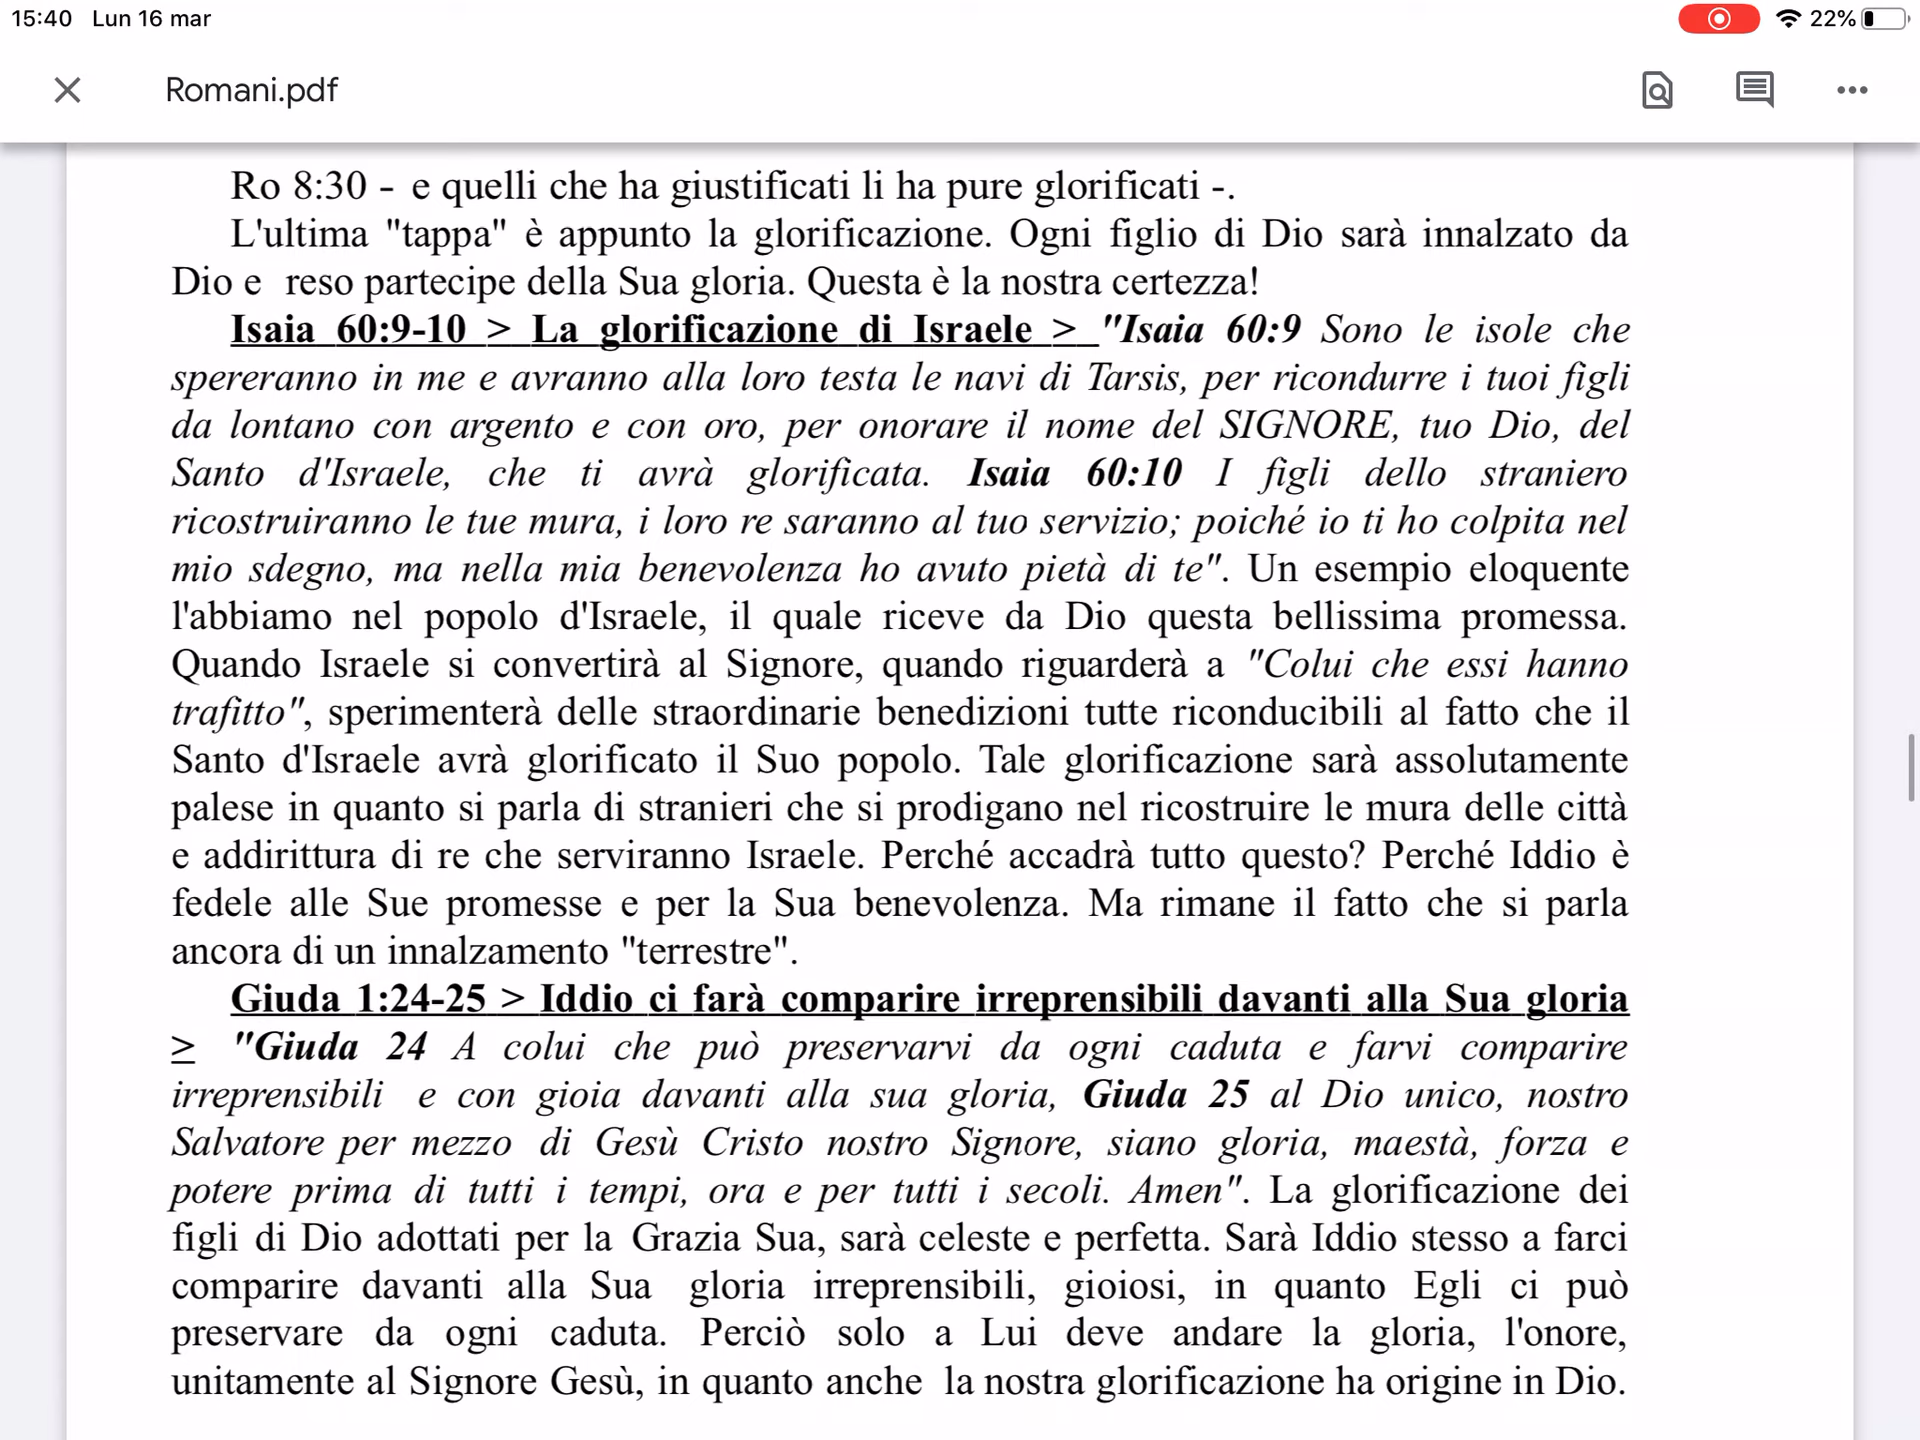 15:40 Lun 16 mar 22%
Romani.pdf
Ro 8:30 - e quelli che ha giustificati li ha pure glorificati -.
L'ultima "tappa" è appunto la glorificazione. Ogni figlio di Dio sarà innalzato da
Dio e reso partecipe della Sua gloria. Questa è la nostra certezza!
Isaia 60:9-10 > La glorificazione di Israele > "Isaia 60:9 Sono le isole che
spereranno in me e avranno alla loro testa le navi di Tarsis, per ricondurre i tuoi figli
da lontano con argento e con oro, per onorare il nome del SIGNORE, tuo Dio, del
Santo d'Israele, che ti avrà glorificata. Isaia 60:10 I figli dello straniero
ricostruiranno le tue mura, i loro re saranno al tuo servizio; poiché io ti ho colpita nel
mio sdegno, ma nella mia benevolenza ho avuto pietà di te". Un esempio eloquente
l'abbiamo nel popolo d'Israele, il quale riceve da Dio questa bellissima promessa.
Quando Israele si convertirà al Signore, quando riguarderà a "Colui che essi hanno
trafitto", sperimenterà delle straordinarie benedizioni tutte riconducibili al fatto che il
Santo d'Israele avrà glorificato il Suo popolo. Tale glorificazione sarà assolutamente
palese in quanto si parla di stranieri che si prodigano nel ricostruire le mura delle città
e addirittura di re che serviranno Israele. Perché accadrà tutto questo? Perché Iddio è
fedele alle Sue promesse e per la Sua benevolenza. Ma rimane il fatto che si parla
ancora di un innalzamento "terrestre".
Giuda 1:24-25 > Iddio ci farà comparire irreprensibili davanti alla Sua gloria
> "Giuda 24 A colui che può preservarvi da ogni caduta e farvi comparire
irreprensibili e con gioia davanti alla sua gloria, Giuda 25 al Dio unico, nostro
Salvatore per mezzo di Gesù Cristo nostro Signore, siano gloria, maestà, forza e
potere prima di tutti i tempi, ora e per tutti i secoli. Amen". La glorificazione dei
figli di Dio adottati per la Grazia Sua, sarà celeste e perfetta. Sarà Iddio stesso a farci
comparire davanti alla Sua gloria irreprensibili, gioiosi, in quanto Egli ci può
preservare da ogni caduta. Perciò solo a Lui deve andare la gloria, l'onore,
unitamente al Signore Gesù, in quanto anche la nostra glorificazione ha origine in Dio.